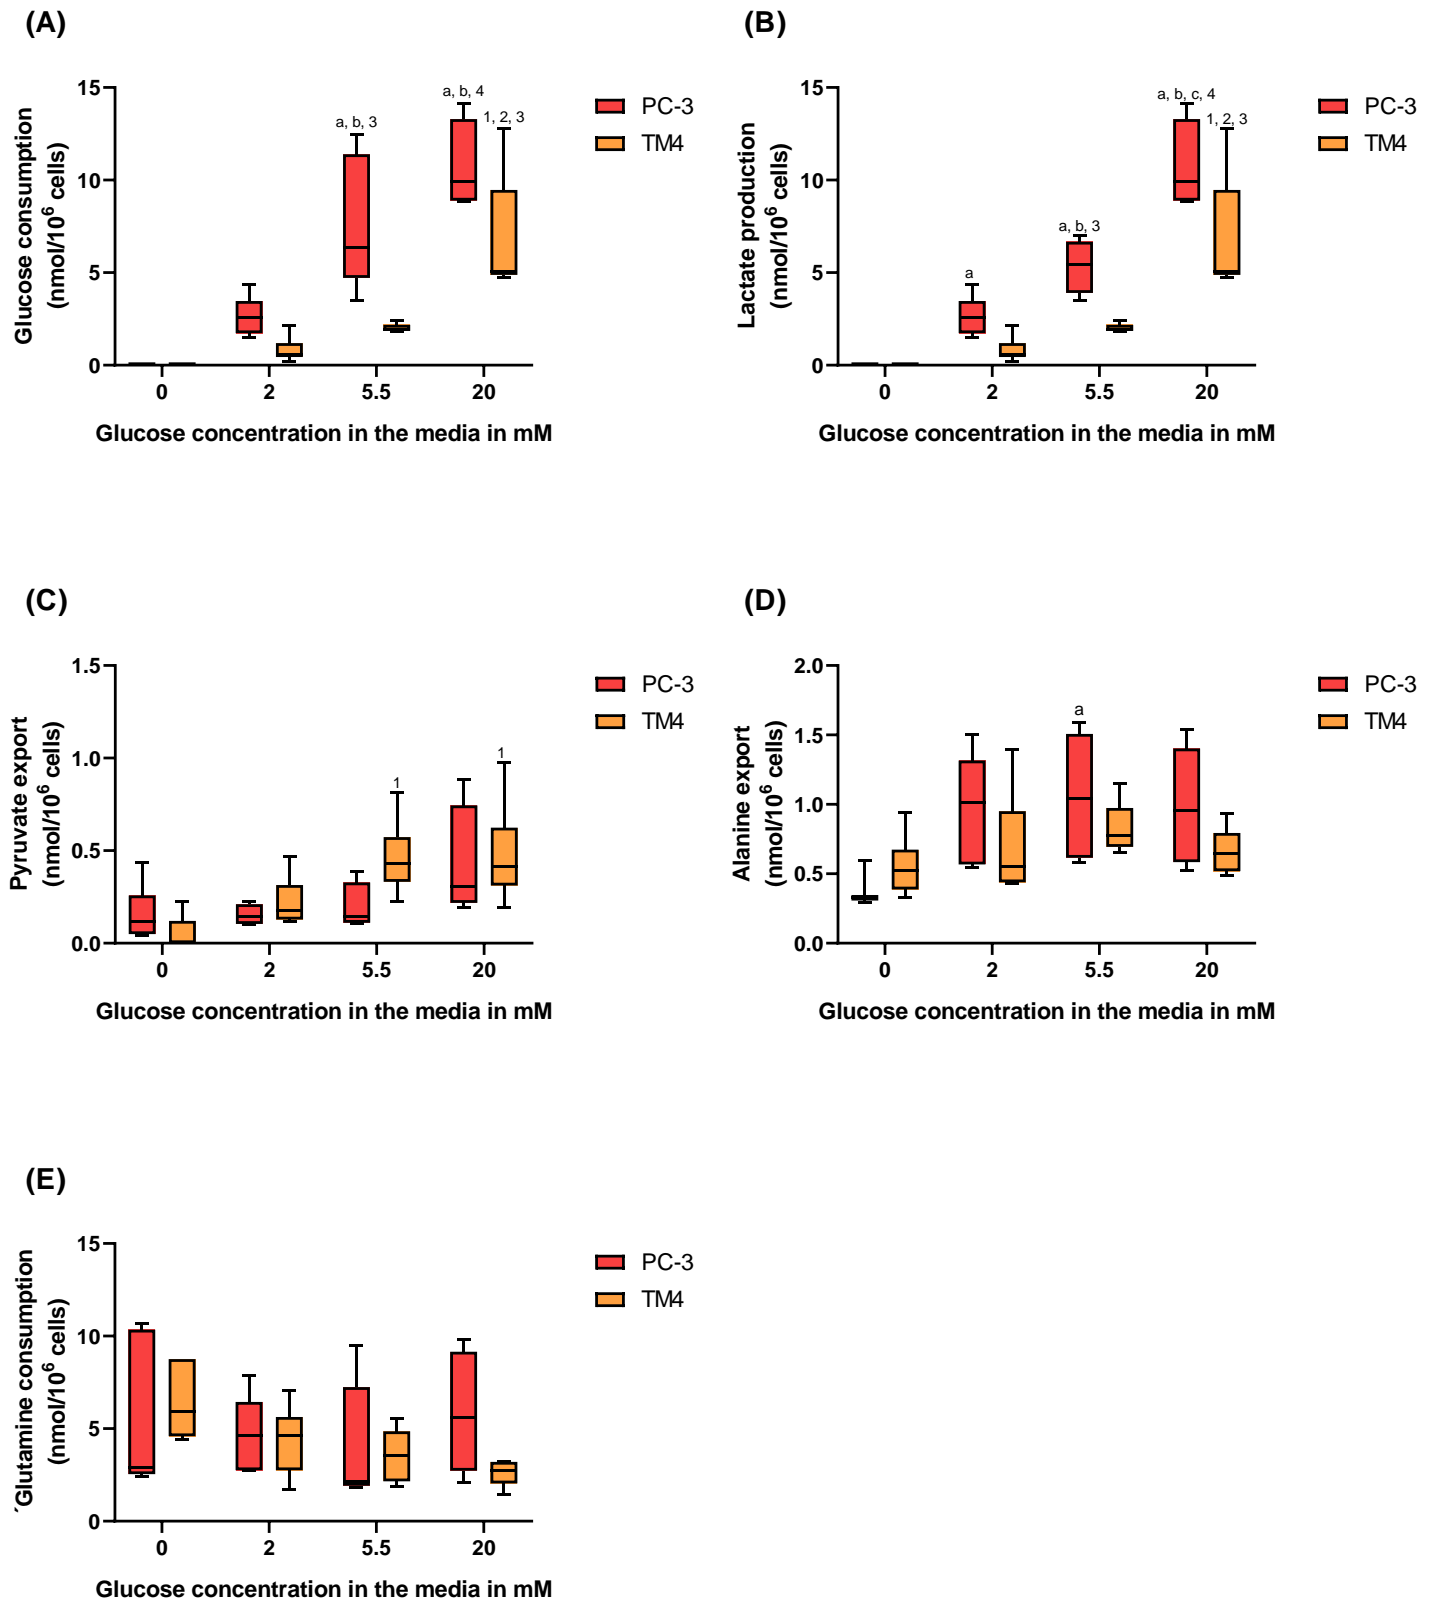 (A)
Glucose consumption
(nmol/10⁶ cells)
15
10
5
0
a, b, 3
a, b, 4
1, 2, 3
0 2 5.5 20
Glucose concentration in the media in mM
PC-3
TM4
(B)
Lactate production
(nmol/10⁶ cells)
15
10
5
0
a
a, b, 3
a, b, c, 4
1, 2, 3
0 2 5.5 20
Glucose concentration in the media in mM
PC-3
TM4
(C)
Pyruvate export
(nmol/10⁶ cells)
1.5
1.0
0.5
0.0
1
1
0 2 5.5 20
Glucose concentration in the media in mM
PC-3
TM4
(D)
Alanine export
(nmol/10⁶ cells)
2.0
1.5
1.0
0.5
0.0
a
0 2 5.5 20
Glucose concentration in the media in mM
PC-3
TM4
(E)
´Glutamine consumption
(nmol/10⁶ cells)
15
10
5
0
0 2 5.5 20
Glucose concentration in the media in mM
PC-3
TM4